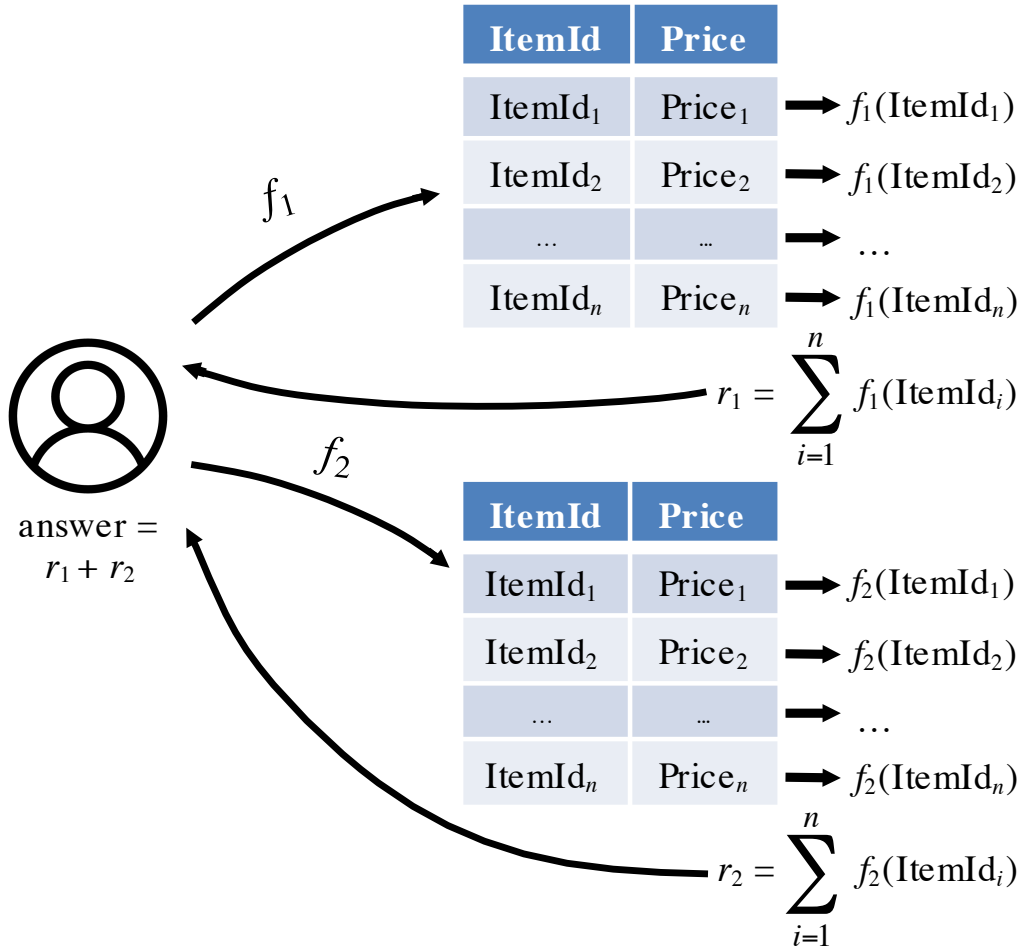 ItemId Price
ItemId₁ Price₁ f₁(ItemId₁)
ItemId₂ Price₂ f₁(ItemId₂)
f₁
... ... ...
ItemIdₙ Priceₙ f₁(ItemIdₙ)
r₁ = ∑ⁿᵢ₌₁ f₁(ItemIdᵢ)
f₂
ItemId Price
answer =
r₁ + r₂
ItemId₁ Price₁ f₂(ItemId₁)
ItemId₂ Price₂ f₂(ItemId₂)
... ... ...
ItemIdₙ Priceₙ f₂(ItemIdₙ)
r₂ = ∑ⁿᵢ₌₁ f₂(ItemIdᵢ)